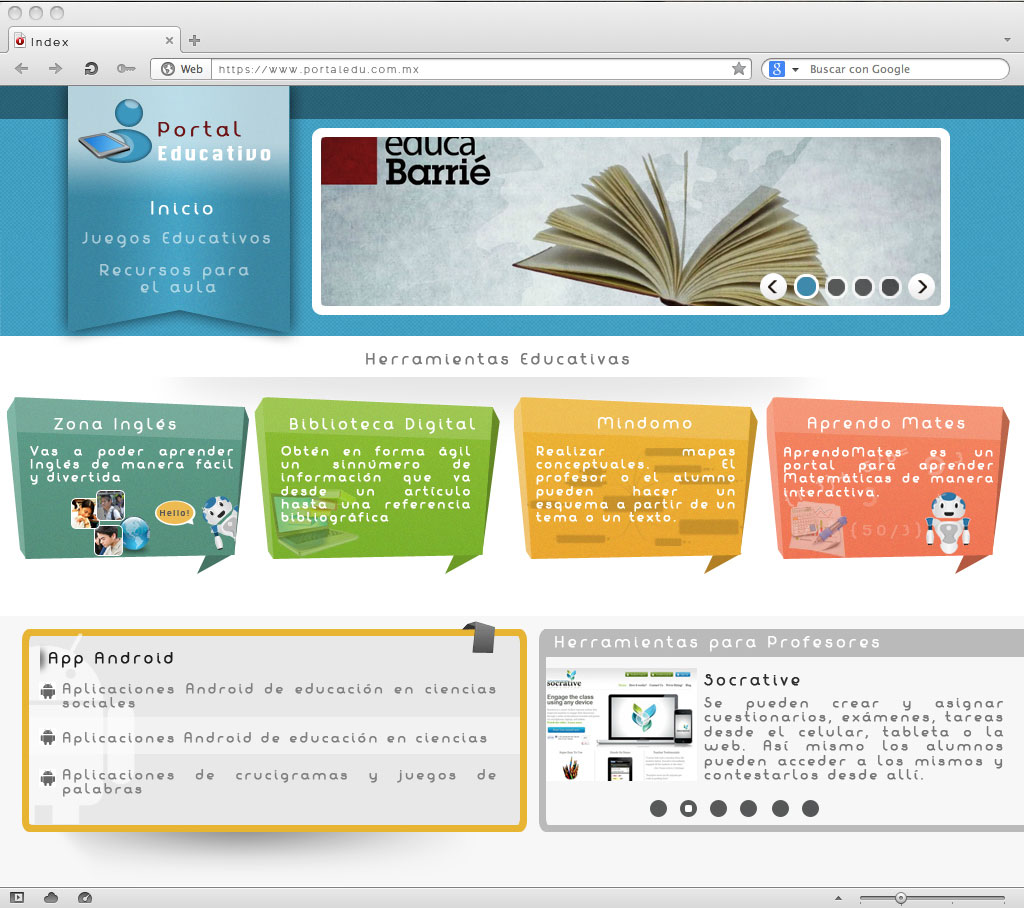 Index
Web
https://www.portaledu.com.mx
Buscar con Google
Portal
Educativo
Inicio
Juegos Educativos
Recursos para
el aula
educa
Barrié
Herramientas Educativas
Zona Inglés
Vas a poder aprender
Inglés de manera fácil
y divertida
Hello!
Biblioteca Digital
Obtén en forma ágil
un sinnúmero de
información que va
desde un artículo
hasta una referencia
bibliográfica
Mindomo
Realizar mapas
conceptuales. El
profesor o el alumno
pueden hacer un
esquema a partir de un
tema o un texto.
Aprendo Mates
AprendoMates es un
portal para aprender
Matemáticas de manera
interactiva.
{50/3}
App Android
Aplicaciones Android de educación en ciencias
sociales
Aplicaciones Android de educación en ciencias
Aplicaciones de crucigramas y juegos de
palabras
Herramientas para Profesores
socrative
Engage the class
using any device
Socrative
Se pueden crear y asignar
cuestionarios, exámenes, tareas
desde el celular, tableta o la
web. Así mismo los alumnos
pueden acceder a los mismos y
contestarlos desde allí.